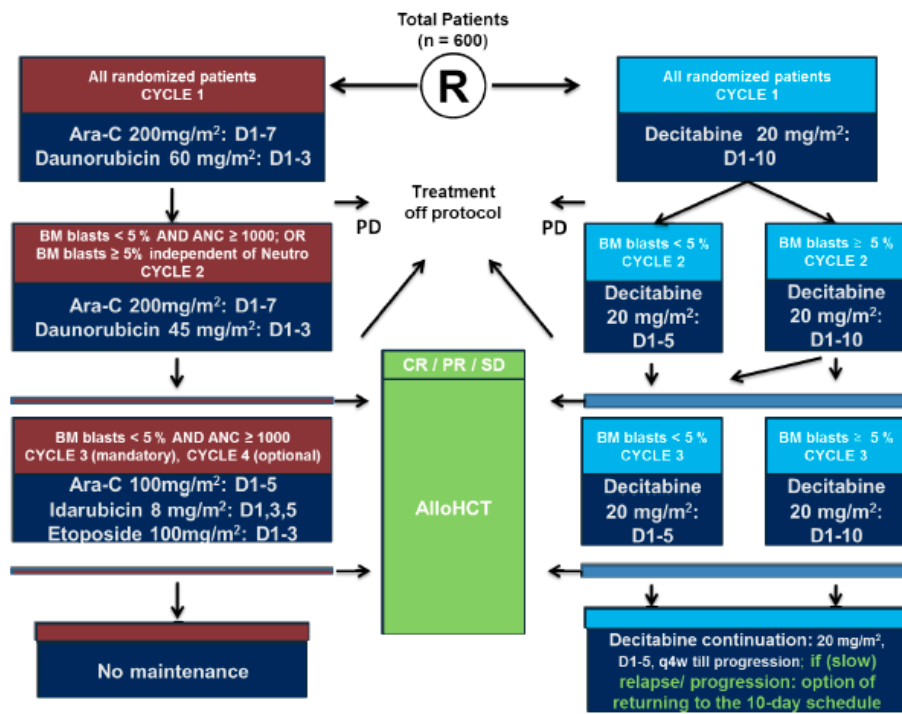 Total Patients
(n = 600)
R
All randomized patients
CYCLE 1
Ara-C 200mg/m²: D1-7
Daunorubicin 60 mg/m²: D1-3
All randomized patients
CYCLE 1
Decitabine 20 mg/m²:
D1-10
PD
Treatment
off protocol
PD
BM blasts < 5 % AND ANC ≥ 1000; OR
BM blasts ≥ 5% independent of Neutro
CYCLE 2
Ara-C 200mg/m²: D1-7
Daunorubicin 45 mg/m²: D1-3
BM blasts < 5 %
CYCLE 2
Decitabine
20 mg/m²:
D1-5
BM blasts ≥ 5 %
CYCLE 2
Decitabine
20 mg/m²:
D1-10
CR / PR / SD
AlloHCT
BM blasts < 5 % AND ANC ≥ 1000
CYCLE 3 (mandatory), CYCLE 4 (optional)
Ara-C 100mg/m²: D1-5
Idarubicin 8 mg/m²: D1,3,5
Etoposide 100mg/m²: D1-3
BM blasts < 5 %
CYCLE 3
Decitabine
20 mg/m²:
D1-5
BM blasts ≥ 5 %
CYCLE 3
Decitabine
20 mg/m²:
D1-10
No maintenance
Decitabine continuation: 20 mg/m²,
D1-5, q4w till progression; if (slow)
relapse/ progression: option of
returning to the 10-day schedule